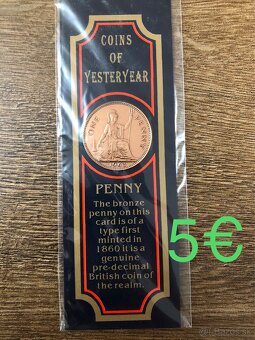 COINS
OF
YESTERYEAR
ONE PENNY
PENNY
The bronze
penny on this
card is of a
type first
minted in
1860 it is a
genuine
pre-decimal
British coin of
the realm.
5€